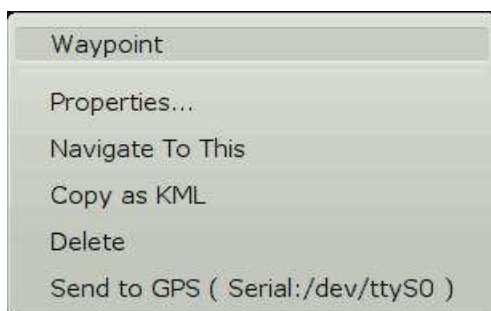 Waypoint
Properties...
Navigate To This
Copy as KML
Delete
Send to GPS ( Serial:/dev/ttyS0 )